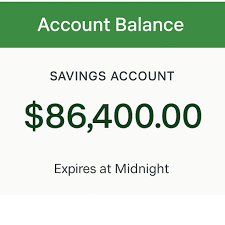 Account Balance
SAVINGS ACCOUNT
$86,400.00
Expires at Midnight